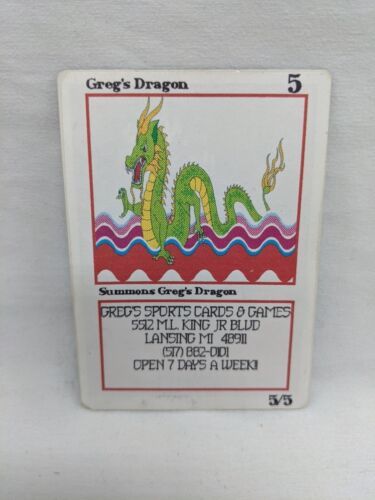 Greg's Dragon 5
Summons Greg's Dragon
GREG'S SPORTS CARDS & GAMES
5512 M.L. KING JR BLVD
LANSING MI 48911
(517) 882-0101
OPEN 7 DAYS A WEEK!!
5/5